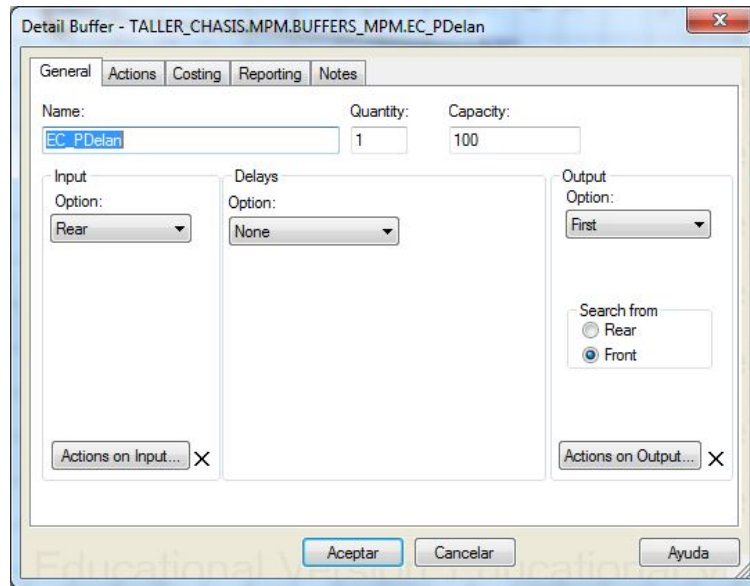 Detail Buffer - TALLER_CHASIS.MPM.BUFFERS_MPM.EC_PDelan
General Actions Costing Reporting Notes
Name: Quantity: Capacity:
EC_PDelan 1 100
Input Delays Output
Option: Option: Option:
Rear None First
Search from
Rear
Front
Actions on Input... Actions on Output...
Aceptar Cancelar Ayuda
Educational Version Educational